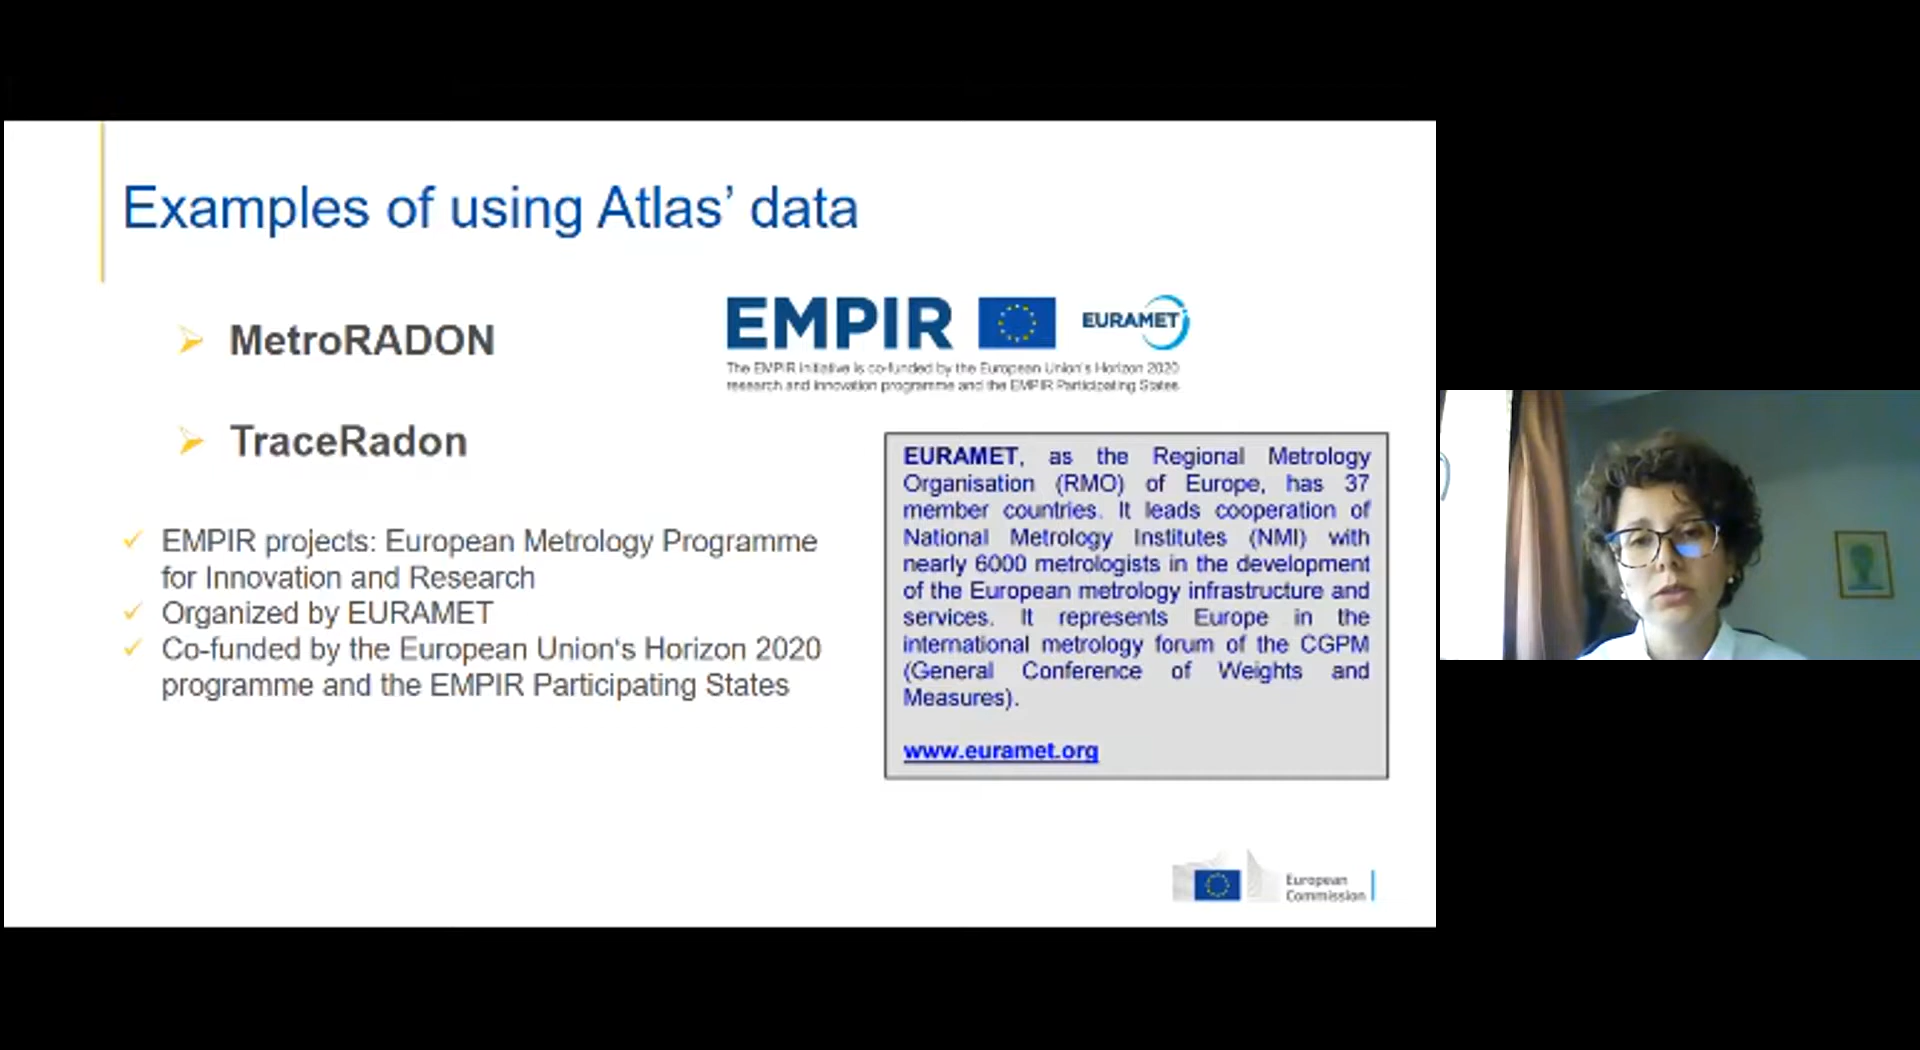 Examples of using Atlas’ data
MetroRADON
TraceRadon
EMPIR
EURAMET
The EMPIR initiative is co-funded by the European Union's Horizon 2020
research and innovation programme and the EMPIR Participating States
EMPIR projects: European Metrology Programme
for Innovation and Research
Organized by EURAMET
Co-funded by the European Union‘s Horizon 2020
programme and the EMPIR Participating States
EURAMET, as the Regional Metrology
Organisation (RMO) of Europe, has 37
member countries. It leads cooperation of
National Metrology Institutes (NMI) with
nearly 6000 metrologists in the development
of the European metrology infrastructure and
services. It represents Europe in the
international metrology forum of the CGPM
(General Conference of Weights and
Measures).
www.euramet.org
European
Commission